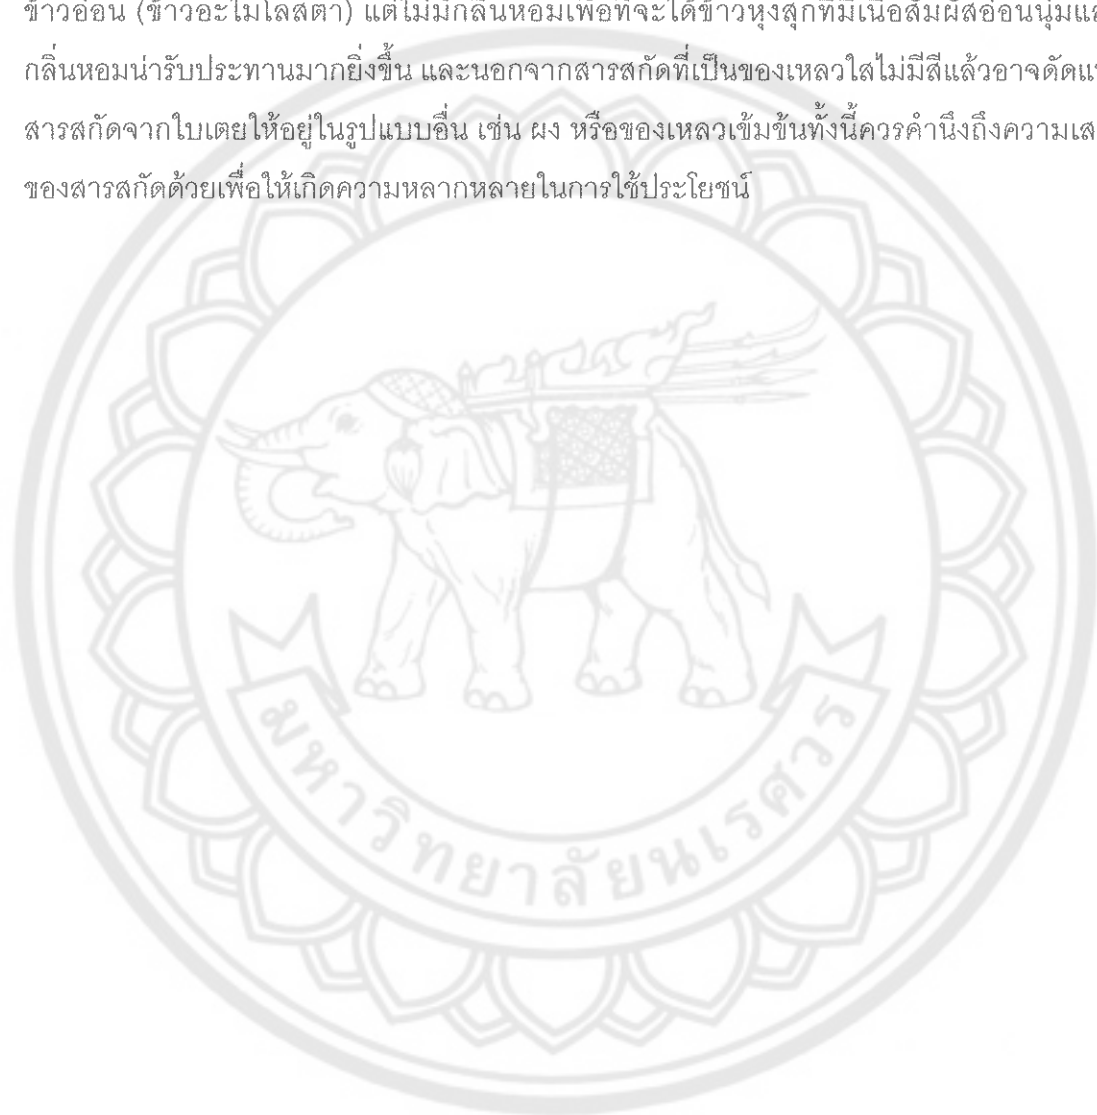 ข้าวอ่อน (ข้าวอะไมโลสต่ำ) แต่ไม่มีกลิ่นหอมเพื่อที่จะได้ข้าวหุงสุกที่มีเนื้อสัมผัสอ่อนนุ่ม
กลิ่นหอมน่ารับประทานมากยิ่งขึ้น และนอกจากสารสกัดที่เป็นของเหลวใสไม่มีสีแล้วอาจ
สารสกัดจากใบเตยให้อยู่ในรูปแบบอื่น เช่น ผง หรือของเหลวเข้มข้นทั้งนี้ควรคำนึงถึง
ของสารสกัดด้วยเพื่อให้เกิดความหลากหลายในการใช้ประโยชน์
มหาวิทยาลัยนเรศวร